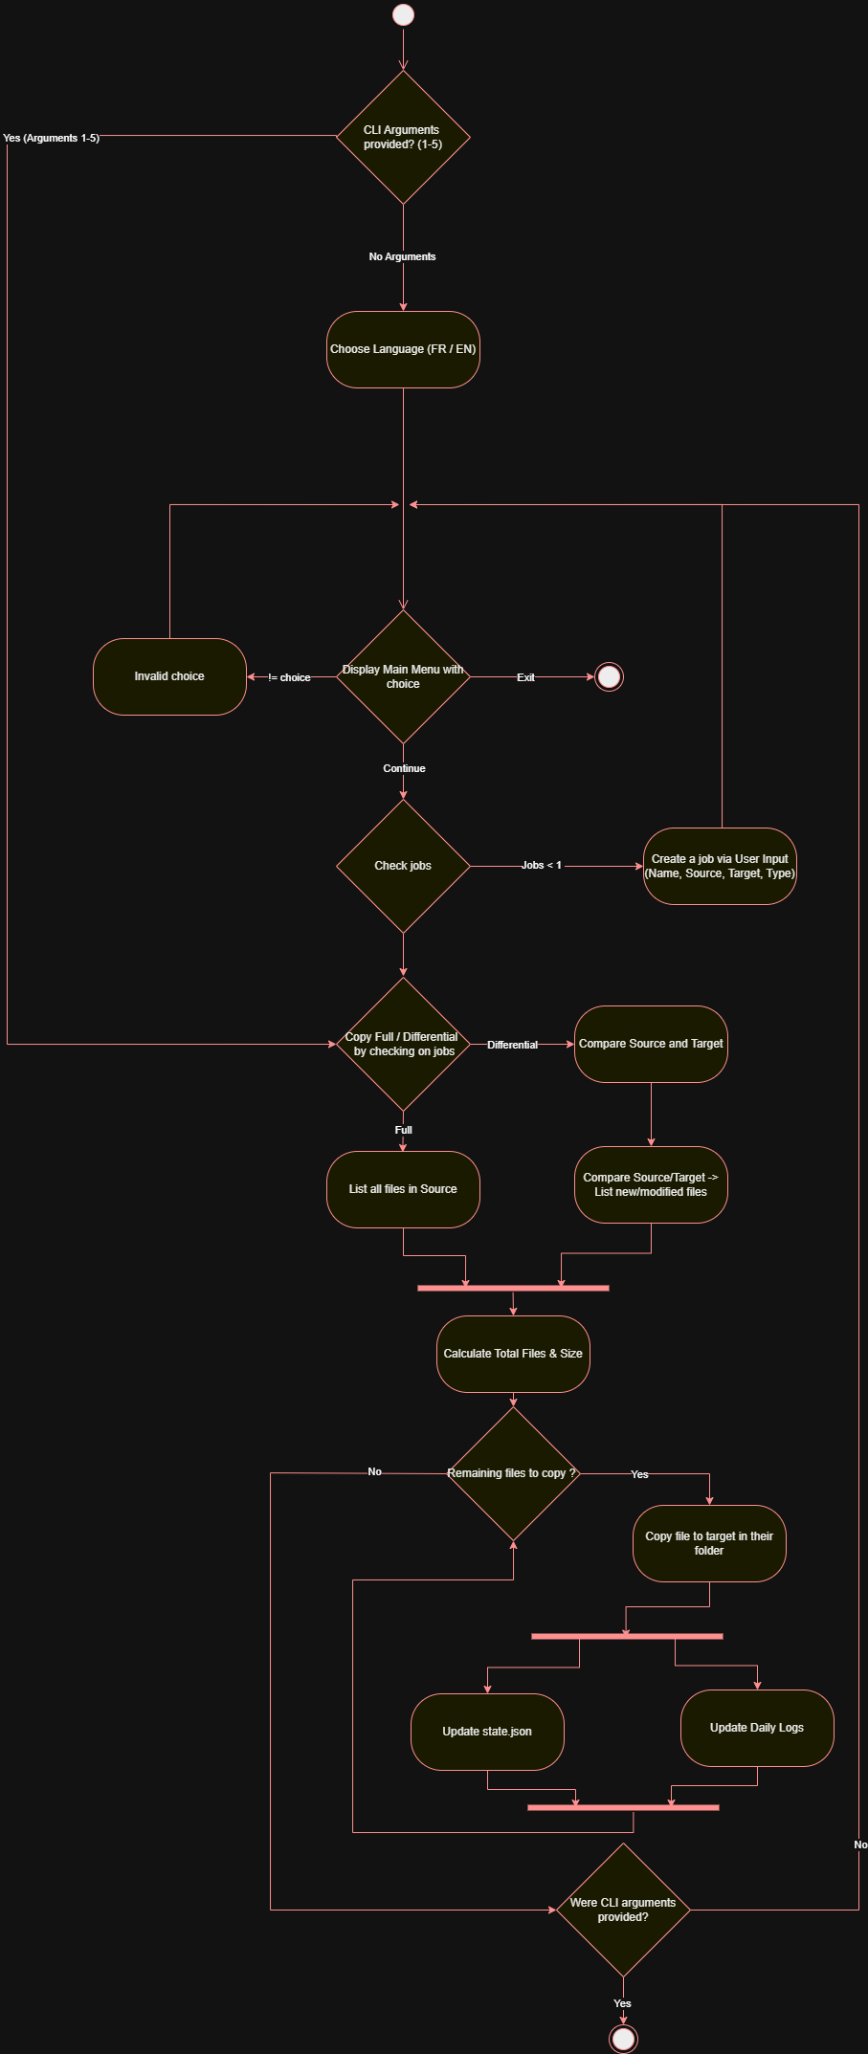 CLI Arguments
provided? (1-5)
Yes (Arguments 1-5)
No Arguments
Choose Language (FR / EN)
Display Main Menu with
choice
!= choice
Invalid choice
Exit
Continue
Check jobs
Jobs < 1
Create a job via User Input
(Name, Source, Target, Type)
Copy Full / Differential
by checking on jobs
Differential
Compare Source and Target
Full
List all files in Source
Compare Source/Target ->
List new/modified files
Calculate Total Files & Size
Remaining files to copy ?
No
Yes
Copy file to target in their
folder
Update state.json
Update Daily Logs
No
Were CLI arguments
provided?
Yes